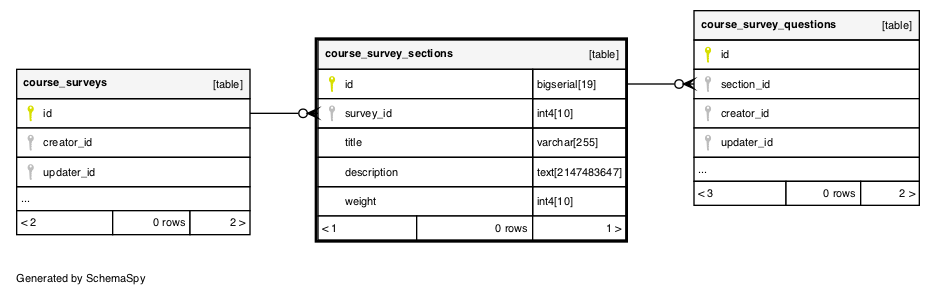 course_surveys [table]
id
creator_id
updater_id
...
< 2 0 rows 2 >
course_survey_sections [table]
id bigserial[19]
survey_id int4[10]
title varchar[255]
description text[2147483647]
weight int4[10]
< 1 0 rows 1 >
course_survey_questions [table]
id
section_id
creator_id
updater_id
...
< 3 0 rows 2 >
Generated by SchemaSpy